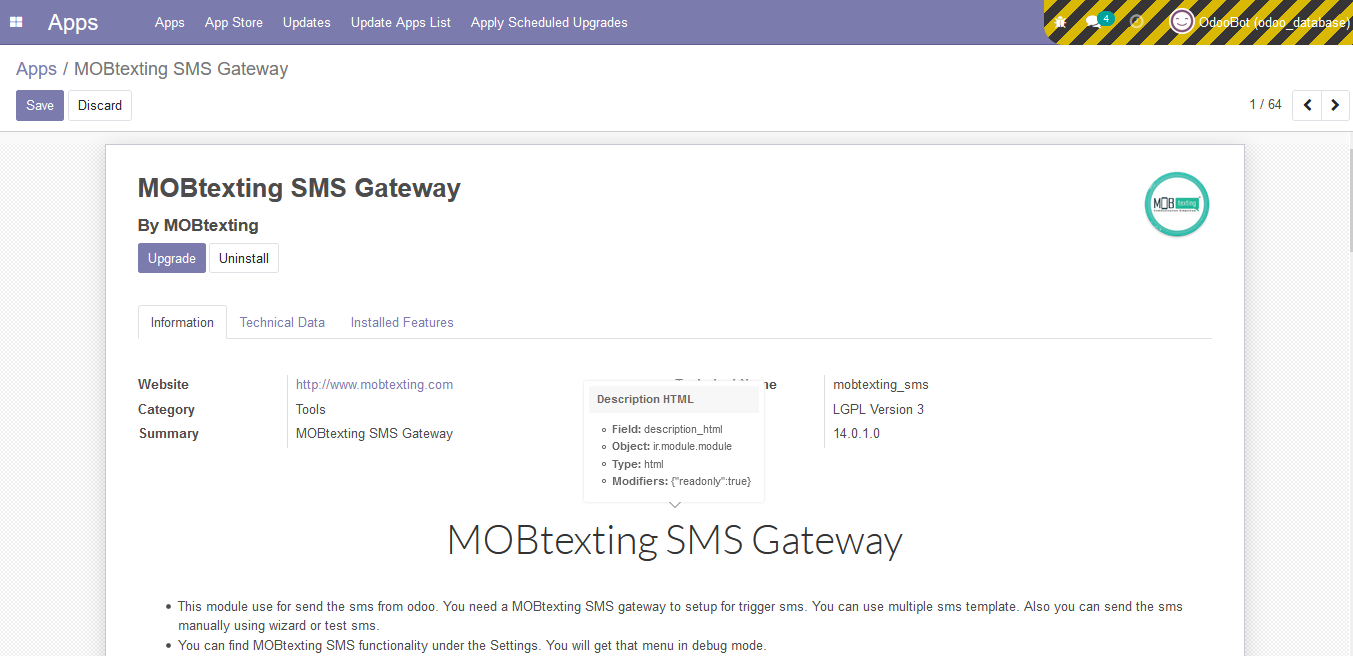 Apps Apps App Store Updates Update Apps List Apply Scheduled Upgrades 4 OdooBot (odoo_database)
Apps / MOBtexting SMS Gateway
Save Discard 1 / 64
MOBtexting SMS Gateway
MOB texting
By MOBtexting
Upgrade Uninstall
Information Technical Data Installed Features
Website http://www.mobtexting.com mobtexting_sms
Category Tools LGPL Version 3
Summary MOBtexting SMS Gateway 14.0.1.0
Description HTML
Field: description_html
Object: ir.module.module
Type: html
Modifiers: {"readonly":true}
MOBtexting SMS Gateway
This module use for send the sms from odoo. You need a MOBtexting SMS gateway to setup for trigger sms. You can use multiple sms template. Also you can send the sms
manually using wizard or test sms.
You can find MOBtexting SMS functionality under the Settings. You will get that menu in debug mode.